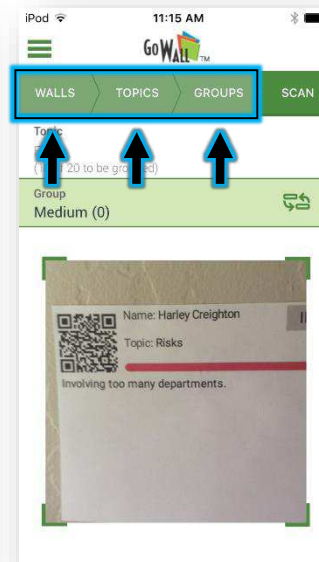 iPod 11:15 AM
GoWall TM
WALLS TOPICS GROUPS SCAN
Topic
20 to be grouped)
Group
Medium (0)
Name: Harley Creighton
Topic: Risks
Involving too many departments.